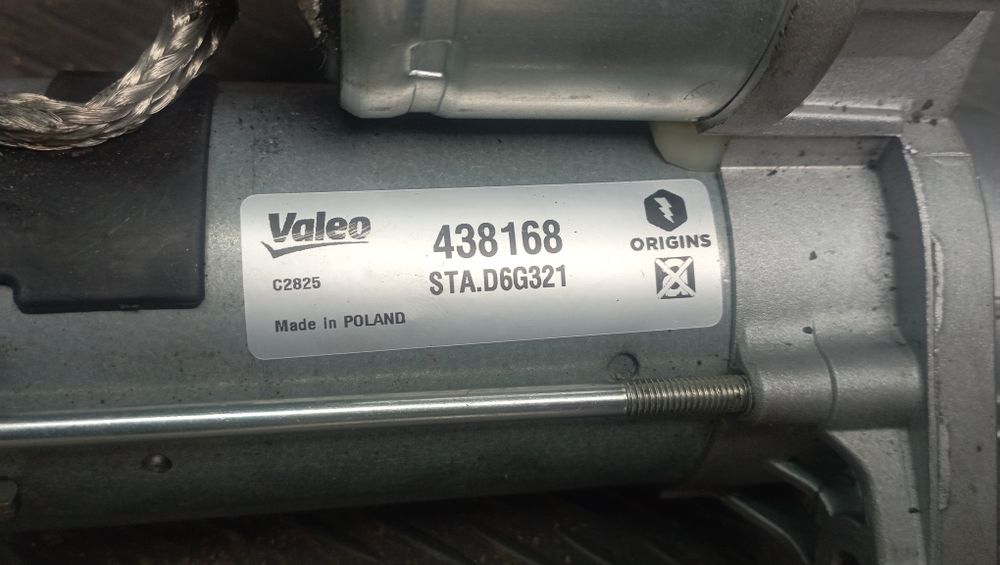 Valeo
438168
ORIGINS
C2825
STA.D6G321
Made in POLAND